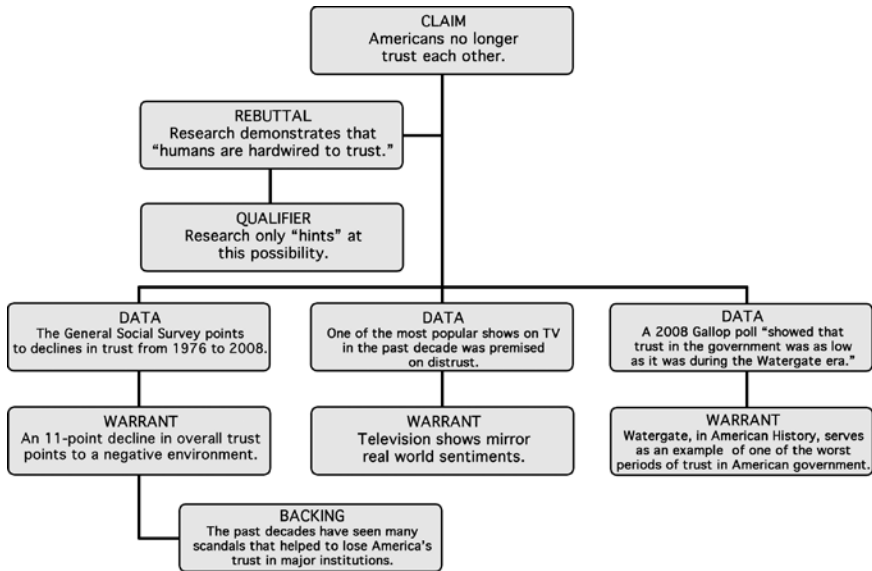 CLAIM
Americans no longer
trust each other.
REBUTTAL
Research demonstrates that
“humans are hardwired to trust.”
QUALIFIER
Research only “hints” at
this possibility.
DATA
The General Social Survey points
to declines in trust from 1976 to 2008.
DATA
One of the most popular shows on TV
in the past decade was premised
on distrust.
DATA
A 2008 Gallop poll “showed that
trust in the government was as low
as it was during the Watergate era.”
WARRANT
An 11-point decline in overall trust
points to a negative environment.
WARRANT
Television shows mirror
real world sentiments.
WARRANT
Watergate, in American History, serves
as an example of one of the worst
periods of trust in American government.
BACKING
The past decades have seen many
scandals that helped to lose America’s
trust in major institutions.